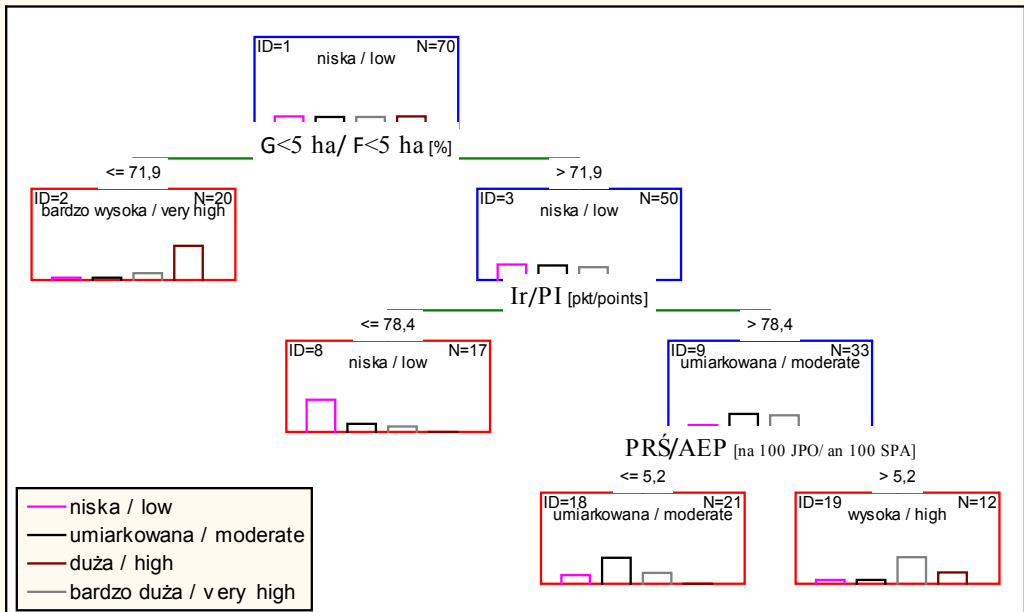 ID=1 N=70
niska / low
G<5 ha/ F<5 ha [%]
<= 71,9 > 71,9
ID=2 N=20
bardzo wysoka / very high
ID=3 N=50
niska / low
Ir/PI [pkt/points]
<= 78,4 > 78,4
ID=8 N=17
niska / low
ID=9 N=33
umiarkowana / moderate
PRŚ/AEP [na 100 JPO/ an 100 SPA]
<= 5,2 > 5,2
ID=18 N=21
umiarkowana / moderate
ID=19 N=12
wysoka / high
niska / low
umiarkowana / moderate
duża / high
bardzo duża / very high